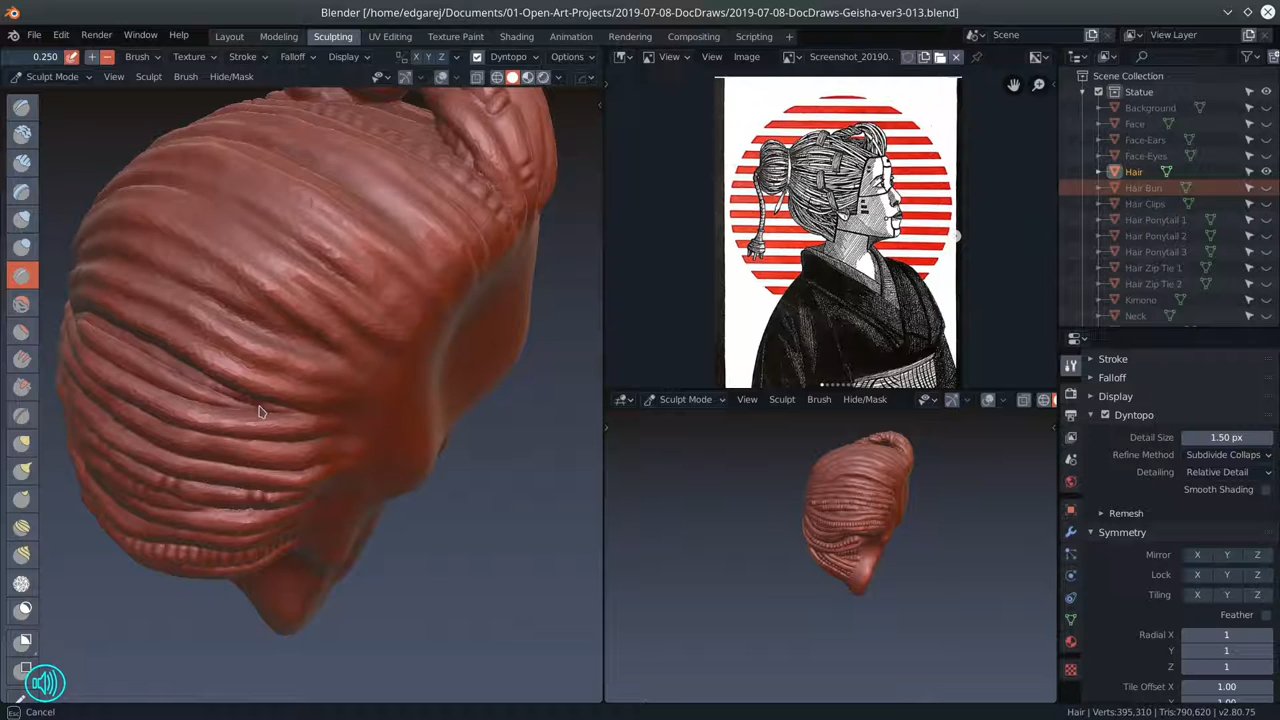 Blender [/home/edgarej/Documents/01-Open-Art-Projects/2019-07-08-DocDraws/2019-07-08-DocDraws-Geisha-ver3-013.blend]
File Edit Render Window Help Layout Modeling Sculpting UV Editing Texture Paint Shading Animation Rendering Compositing Scripting + Scene View Layer
0.250 Brush Texture Stroke Falloff Display X Y Z Dyntopo Options View View Image Screenshot_20190..
Sculpt Mode View Sculpt Brush Hide/Mask
Scene Collection
Statue
Background
Face
Face-Ears
Face-Eyes
Hair
Hair Bun
Hair Clips
Hair Ponytail 1
Hair Ponytail 2
Hair Ponytail 3
Hair Zip Tie 1
Hair Zip Tie 2
Kimono
Neck
Stroke
Falloff
Display
Dyntopo
Sculpt Mode View Sculpt Brush Hide/Mask
Detail Size 1.50 px
Refine Method Subdivide Collaps
Detailing Relative Detail
Smooth Shading
Remesh
Symmetry
Mirror X Y Z
Lock X Y Z
Tiling X Y Z
Feather
Radial X 1
Y 1
Z 1
Tile Offset X 1.00
Esc Cancel
Hair | Verts:395,310 | Tris:790,620 | v2.80.75